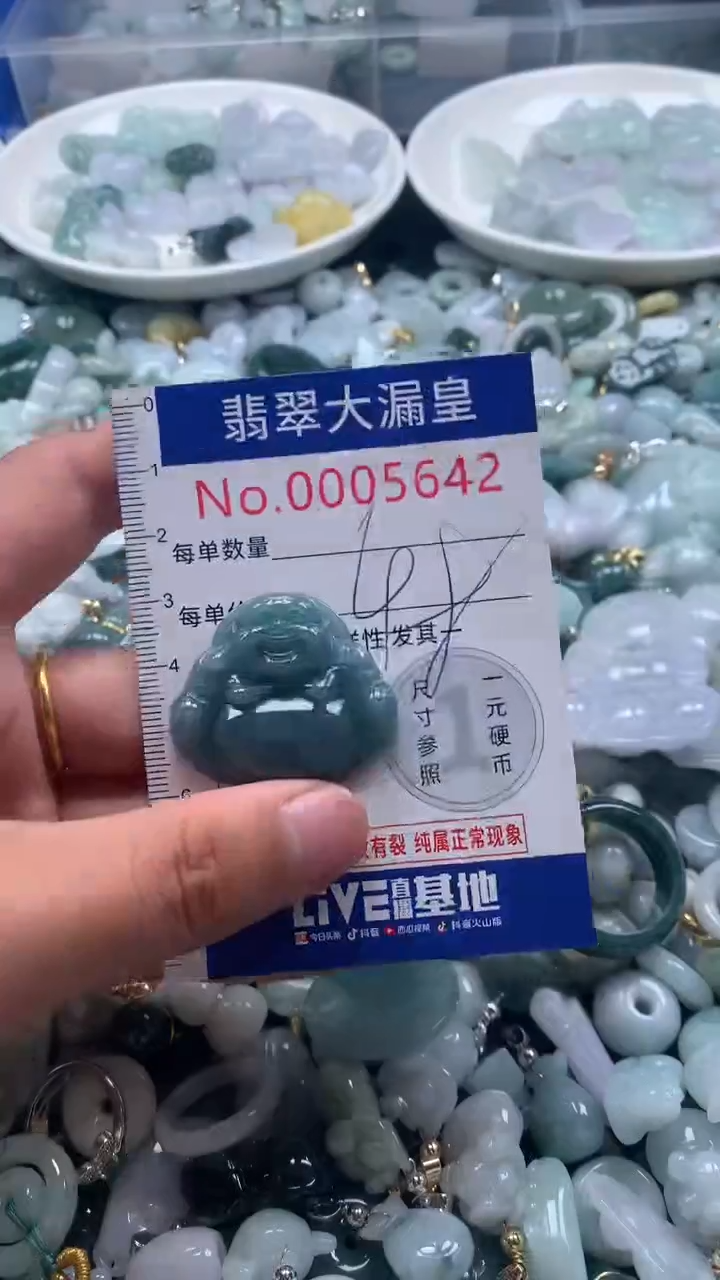 翡翠大漏皇
0
No.0005642
1
2
每单数量
3
每单
性发其一
4
尺寸参照
一元硬币
1
6
有裂 纯属正常现象
LIVE直播基地
今日头条 抖音 西瓜视频 抖音火山版